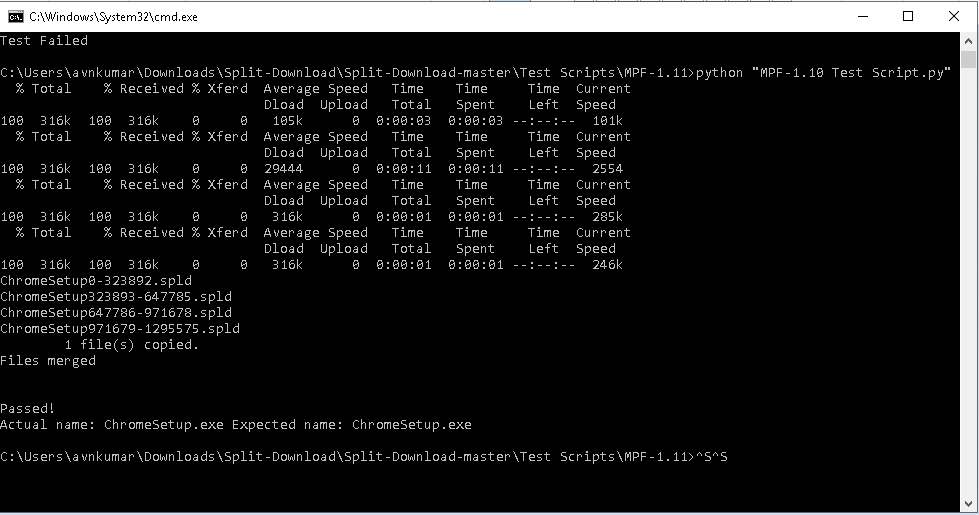 C:\Windows\System32\cmd.exe
Test Failed
C:\Users\avnkumar\Downloads\Split-Download\Split-Download-master\Test Scripts\MPF-1.11>python "MPF-1.10 Test Script.py"
% Total % Received % Xferd Average Speed Time Time Time Current
Dload Upload Total Spent Left Speed
100 316k 100 316k 0 0 105k 0 0:00:03 0:00:03 --:--:-- 101k
% Total % Received % Xferd Average Speed Time Time Time Current
Dload Upload Total Spent Left Speed
100 316k 100 316k 0 0 29444 0 0:00:11 0:00:11 --:--:-- 2554
% Total % Received % Xferd Average Speed Time Time Time Current
Dload Upload Total Spent Left Speed
100 316k 100 316k 0 0 316k 0 0:00:01 0:00:01 --:--:-- 285k
% Total % Received % Xferd Average Speed Time Time Time Current
Dload Upload Total Spent Left Speed
100 316k 100 316k 0 0 316k 0 0:00:01 0:00:01 --:--:-- 246k
ChromeSetup0-323892.spld
ChromeSetup323893-647785.spld
ChromeSetup647786-971678.spld
ChromeSetup971679-1295575.spld
1 file(s) copied.
Files merged
Passed!
Actual name: ChromeSetup.exe Expected name: ChromeSetup.exe
C:\Users\avnkumar\Downloads\Split-Download\Split-Download-master\Test Scripts\MPF-1.11>^S^S